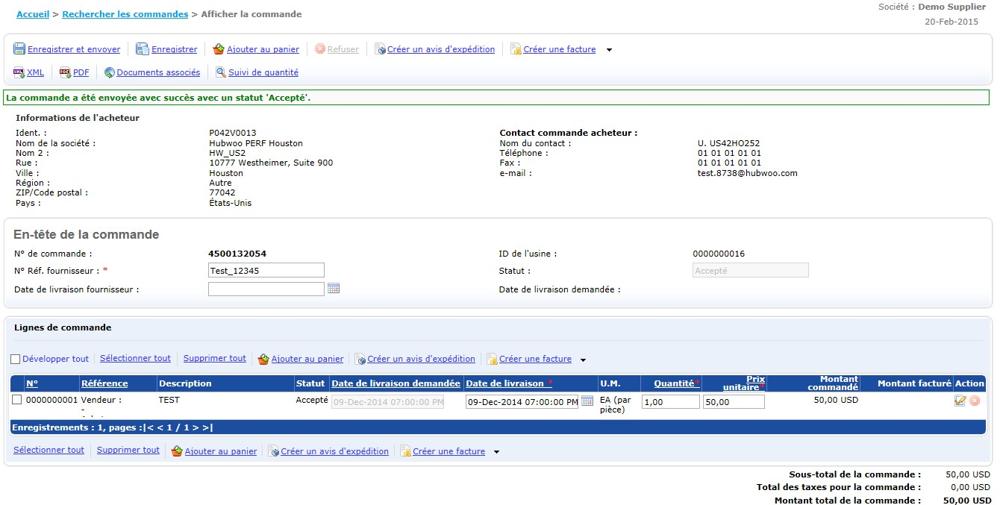 Accueil > Rechercher les commandes > Afficher la commande
Société : Demo Supplier
20-Feb-2015
Enregistrer et envoyer Enregistrer Ajouter au panier Refuser Créer un avis d'expédition Créer une facture
XML PDF Documents associés Suivi de quantité
La commande a été envoyée avec succès avec un statut 'Accepté'.
Informations de l'acheteur
Ident. : P042V0013 Contact commande acheteur :
Nom de la société : Hubwoo PERF Houston Nom du contact : U. US42HO252
Nom 2 : HW_US2 Téléphone : 01 01 01 01 01
Rue : 10777 Westheimer, Suite 900 Fax : 01 01 01 01 01
Ville : Houston e-mail : test.8738@hubwoo.com
Région : Autre
ZIP/Code postal : 77042
Pays : États-Unis
En-tête de la commande
N° de commande : 4500132054 ID de l'usine : 0000000016
N° Réf. fournisseur : * Test_12345 Statut : Accepté
Date de livraison fournisseur : Date de livraison demandée :
Lignes de commande
Développer tout Sélectionner tout Supprimer tout Ajouter au panier Créer un avis d'expédition Créer une facture
N° Référence Description Statut Date de livraison demandée Date de livraison * U.M. Quantité* Prix unitaire* Montant commandé Montant facturé Action
0000000001 Vendeur : TEST Accepté 09-Dec-2014 07:00:00 PM 09-Dec-2014 07:00:00 PM EA (par pièce) 1,00 50,00 50,00 USD
-
Enregistrements : 1, pages :|< < 1 / 1 > >|
Sélectionner tout Supprimer tout Ajouter au panier Créer un avis d'expédition Créer une facture
Sous-total de la commande : 50,00 USD
Total des taxes pour la commande : 0,00 USD
Montant total de la commande : 50,00 USD